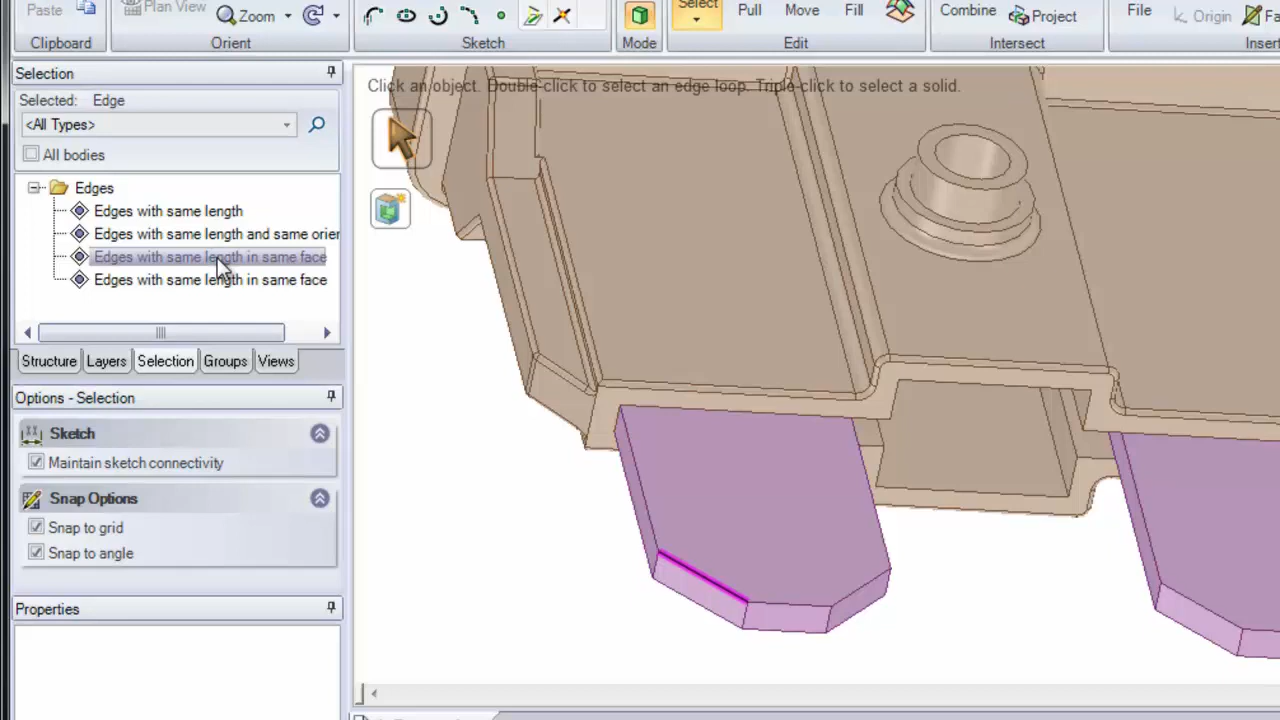 Paste
Plan View
Zoom
Select
Pull
Move
Fill
Combine
Project
File
Origin
Clipboard
Orient
Sketch
Mode
Edit
Intersect
Insert
Selection
Selected: Edge
<All Types>
All bodies
Edges
Edges with same length
Edges with same length and same orien
Edges with same length in same face
Edges with same length in same face
Structure
Layers
Selection
Groups
Views
Options - Selection
Sketch
Maintain sketch connectivity
Snap Options
Snap to grid
Snap to angle
Properties
Click an object. Double-click to select an edge loop. Triple-click to select a solid.